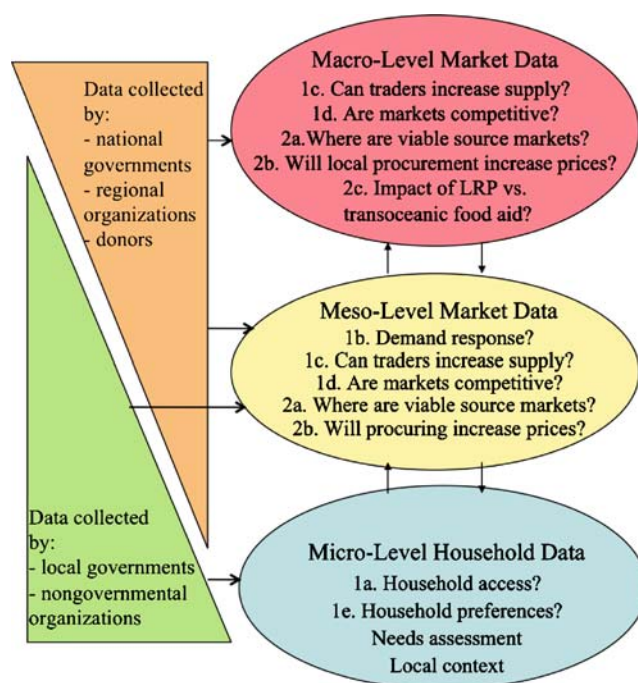 Data collected
by:
- national
governments
- regional
organizations
- donors
Macro-Level Market Data
1c. Can traders increase supply?
1d. Are markets competitive?
2a.Where are viable source markets?
2b. Will local procurement increase prices?
2c. Impact of LRP vs.
transoceanic food aid?
Meso-Level Market Data
1b. Demand response?
1c. Can traders increase supply?
1d. Are markets competitive?
2a. Where are viable source markets?
2b. Will procuring increase prices?
Data collected
by:
- local governments
- nongovernmental
organizations
Micro-Level Household Data
1a. Household access?
1e. Household preferences?
Needs assessment
Local context